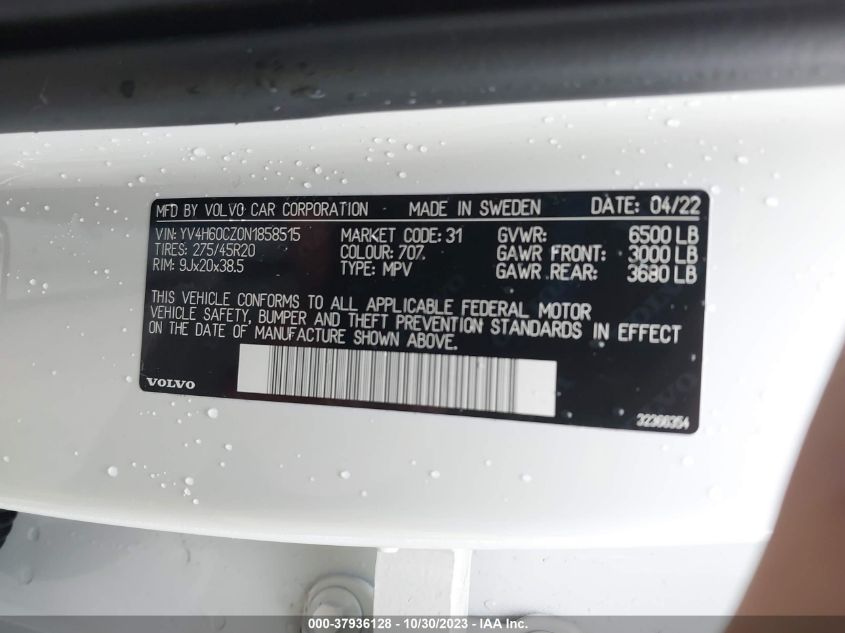 MFD BY VOLVO CAR CORPORATION MADE IN SWEDEN DATE: 04/22
VIN: YV4H60CZ0N1858515 MARKET CODE: 31 GVWR: 6500 LB
TIRES: 275/45R20 COLOUR: 707 GAWR FRONT: 3000 LB
RIM: 9Jx20x38.5 TYPE: MPV GAWR REAR: 3680 LB
THIS VEHICLE CONFORMS TO ALL APPLICABLE FEDERAL MOTOR
VEHICLE SAFETY, BUMPER AND THEFT PREVENTION STANDARDS IN EFFECT
ON THE DATE OF MANUFACTURE SHOWN ABOVE.
VOLVO
32366354
000-37936128 - 10/30/2023 - IAA Inc.